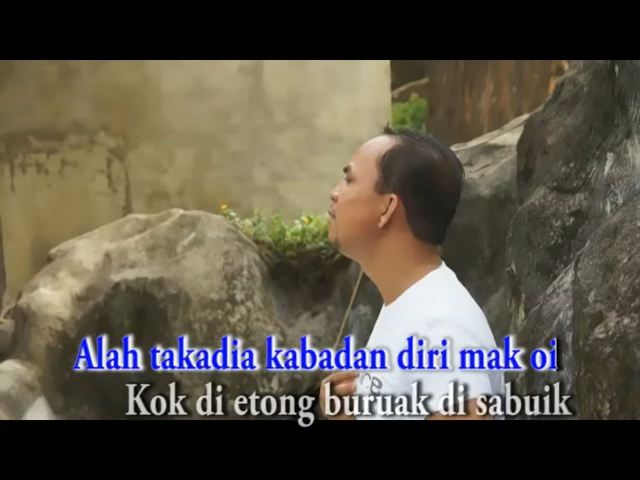 Alah takadia kabadan diri mak oi
Kok di etong buruak di sabuik